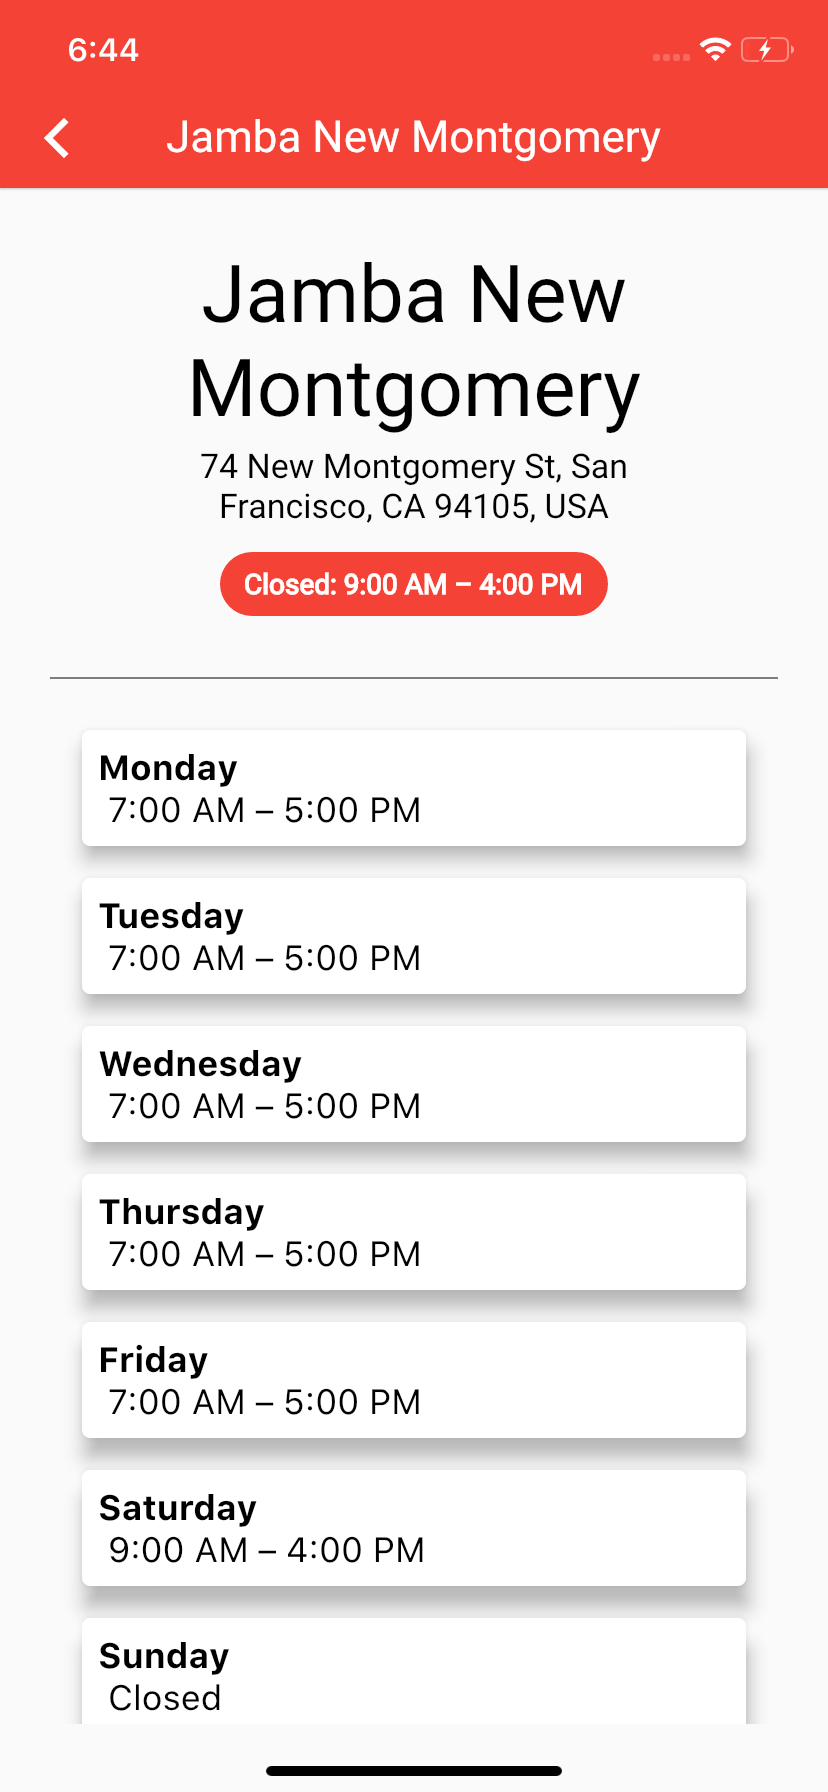 6:44
Jamba New Montgomery
Jamba New
Montgomery
74 New Montgomery St, San
Francisco, CA 94105, USA
Closed: 9:00 AM – 4:00 PM
Monday
7:00 AM – 5:00 PM
Tuesday
7:00 AM – 5:00 PM
Wednesday
7:00 AM – 5:00 PM
Thursday
7:00 AM – 5:00 PM
Friday
7:00 AM – 5:00 PM
Saturday
9:00 AM – 4:00 PM
Sunday
Closed